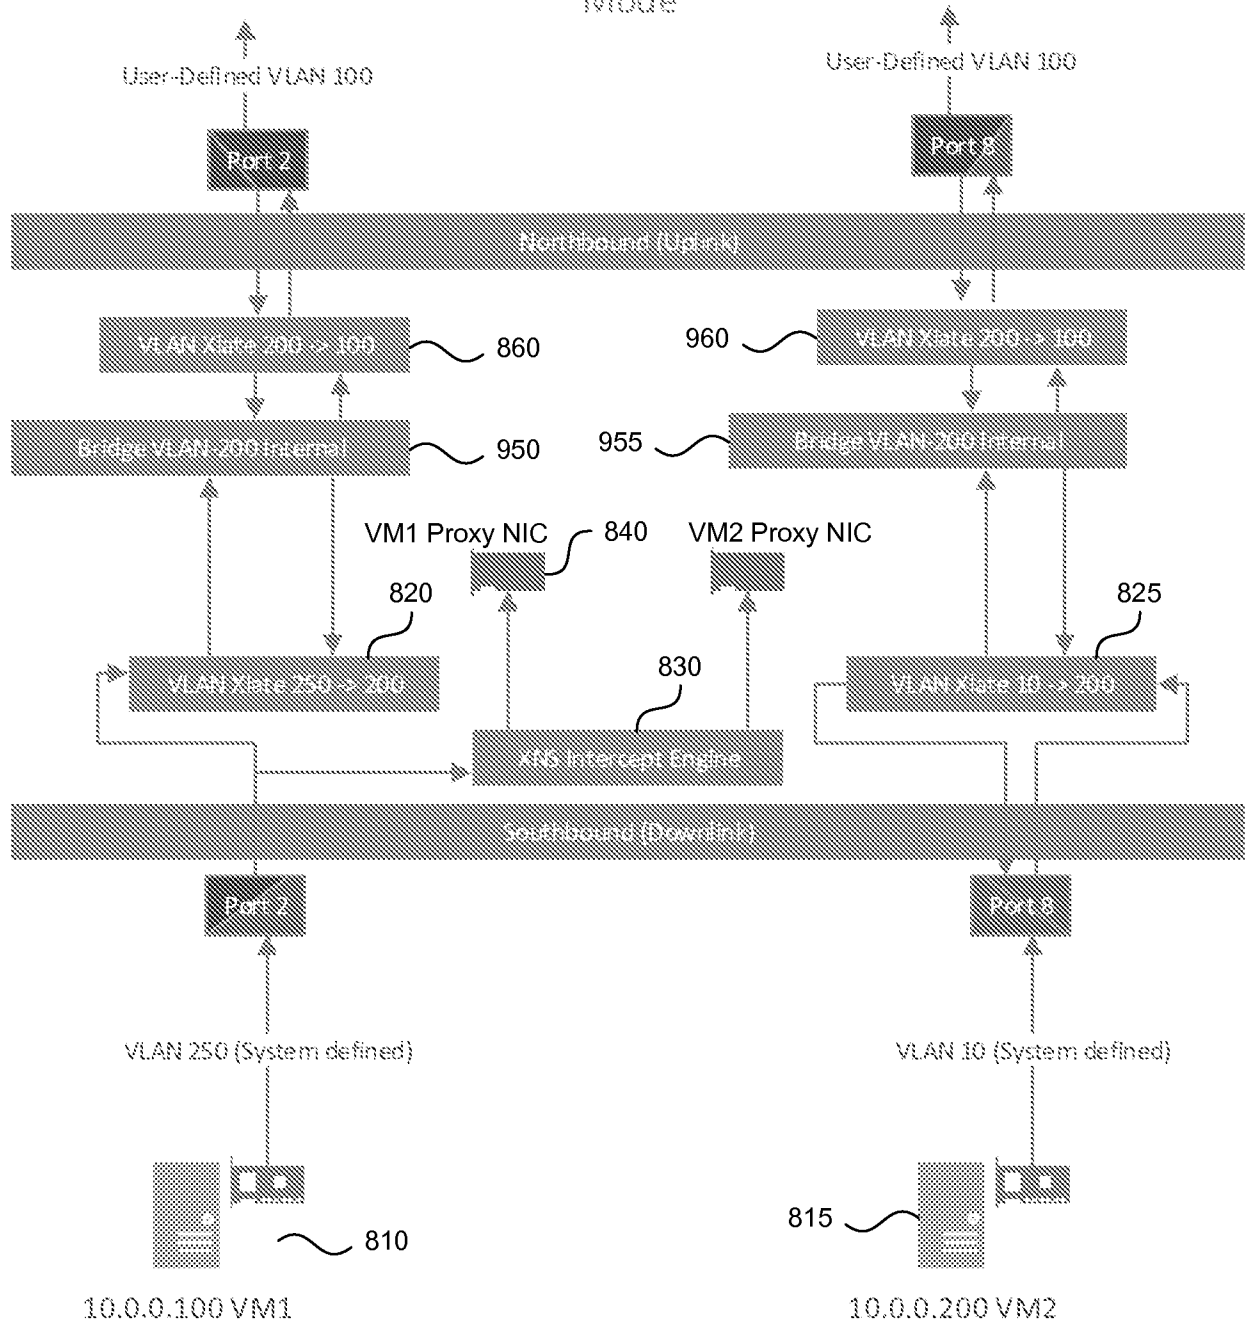 Mode
User-Defined VLAN 100
User-Defined VLAN 100
Port 2
Port 8
Northbound (Uplink)
VLAN Xlate 200 -> 100
860
960
VLAN Xlate 200 -> 100
Bridge VLAN-200 Internal
950
955
Bridge VLAN-200 Internal
VM1 Proxy NIC
840
VM2 Proxy NIC
820
825
830
VLAN Xlate 250 -> 200
VLAN Xlate 10 -> 200
XNS Intercept Engine
Southbound (Downlink)
Port 2
Port 8
VLAN 250 (System defined)
VLAN 10 (System defined)
810
815
10.0.0.100 VM1
10.0.0.200 VM2